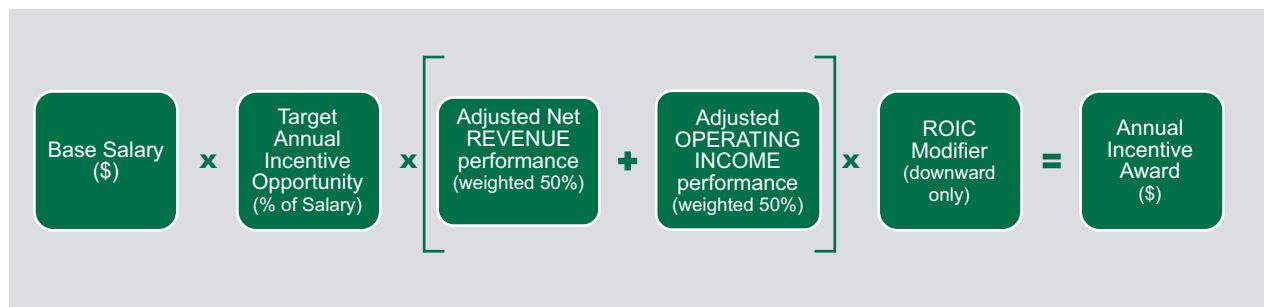 Base Salary
($)
x
Target
Annual
Incentive
Opportunity
(% of Salary)
x
[
Adjusted Net
REVENUE
performance
(weighted 50%)
+
Adjusted
OPERATING
INCOME
performance
(weighted 50%)
]
x
ROIC
Modifier
(downward
only)
=
Annual
Incentive
Award
($)